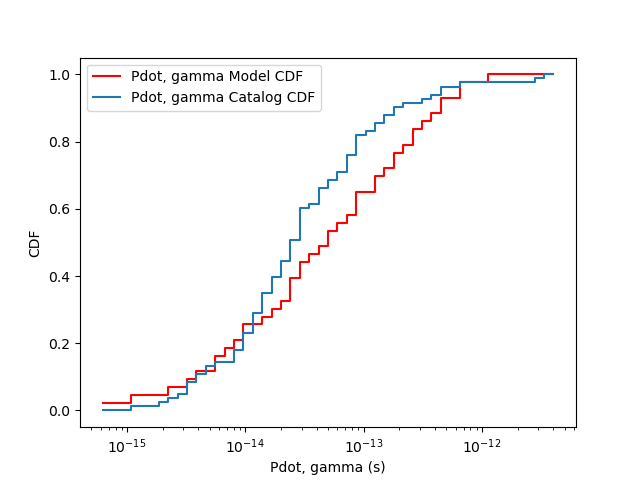 Pdot, gamma Model CDF
Pdot, gamma Catalog CDF
1.0
0.8
0.6
0.4
0.2
0.0
CDF
10⁻¹⁵ 10⁻¹⁴ 10⁻¹³ 10⁻¹²
Pdot, gamma (s)